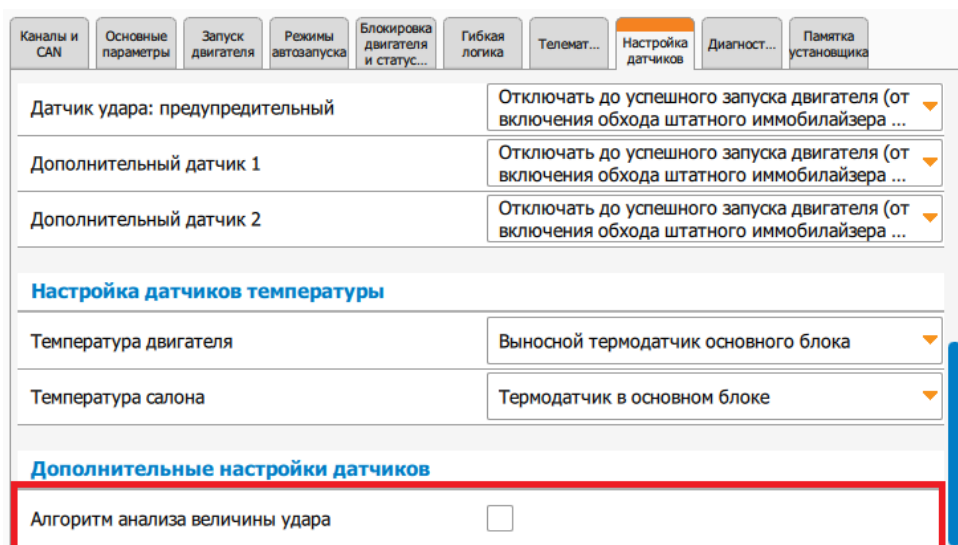 Каналы и
CAN
Основные
параметры
Запуск
двигателя
Режимы
автозапуска
Блокировка
двигателя
и статус...
Гибкая
логика
Телемат...
Настройка
датчиков
Диагност...
Памятка
установщика
Датчик удара: предупредительный
Отключать до успешного запуска двигателя (от
включения обхода штатного иммобилайзера ...
Дополнительный датчик 1
Отключать до успешного запуска двигателя (от
включения обхода штатного иммобилайзера ...
Дополнительный датчик 2
Отключать до успешного запуска двигателя (от
включения обхода штатного иммобилайзера ...
Настройка датчиков температуры
Температура двигателя
Выносной термодатчик основного блока
Температура салона
Термодатчик в основном блоке
Дополнительные настройки датчиков
Алгоритм анализа величины удара